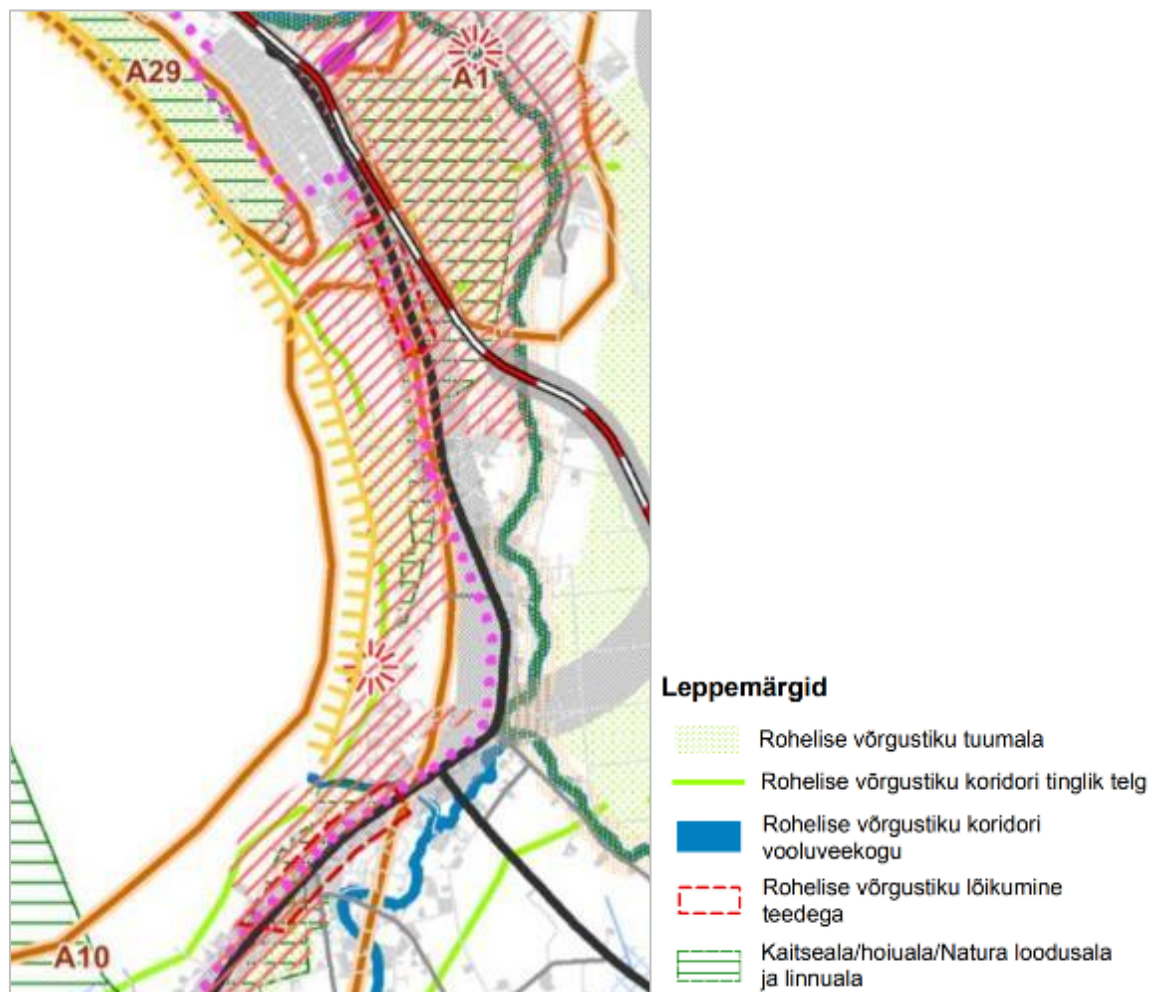 A29
A1
A10
Leppemärgid
Rohelise võrgustiku tuumala
Rohelise võrgustiku koridori tinglik telg
Rohelise võrgustiku koridori
vooluveekogu
Rohelise võrgustiku lõikumine
teedega
Kaitseala/hoiuala/Natura loodusala
ja linnuala